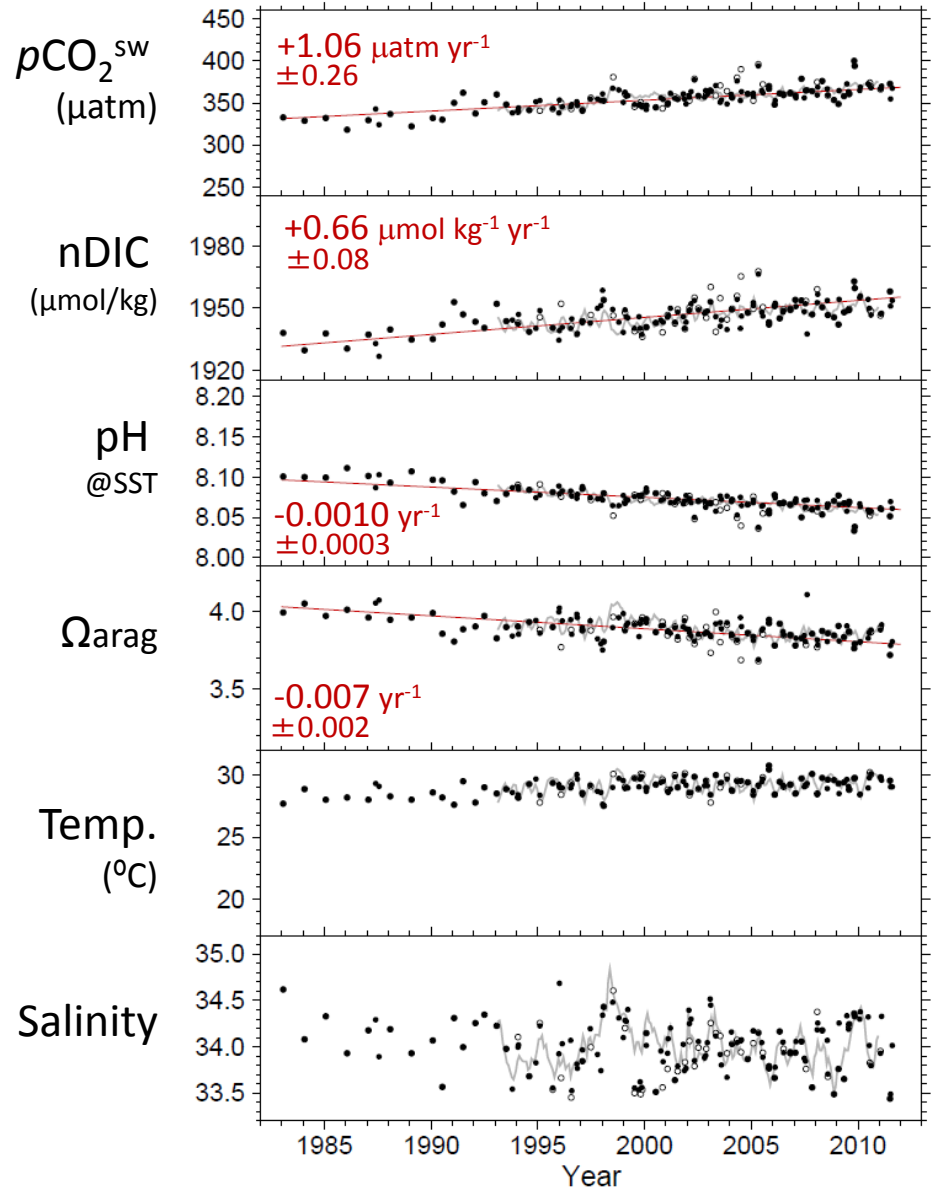 pCO₂ˢʷ
(μatm)
450
400
350
300
250
+1.06 μatm yr⁻¹
±0.26
nDIC
(μmol/kg)
1980
1950
1920
+0.66 μmol kg⁻¹ yr⁻¹
±0.08
pH
@SST
8.20
8.15
8.10
8.05
8.00
-0.0010 yr⁻¹
±0.0003
Ωarag
4.0
3.5
-0.007 yr⁻¹
±0.002
Temp.
(⁰C)
30
25
20
Salinity
35.0
34.5
34.0
33.5
1985 1990 1995 2000 2005 2010
Year